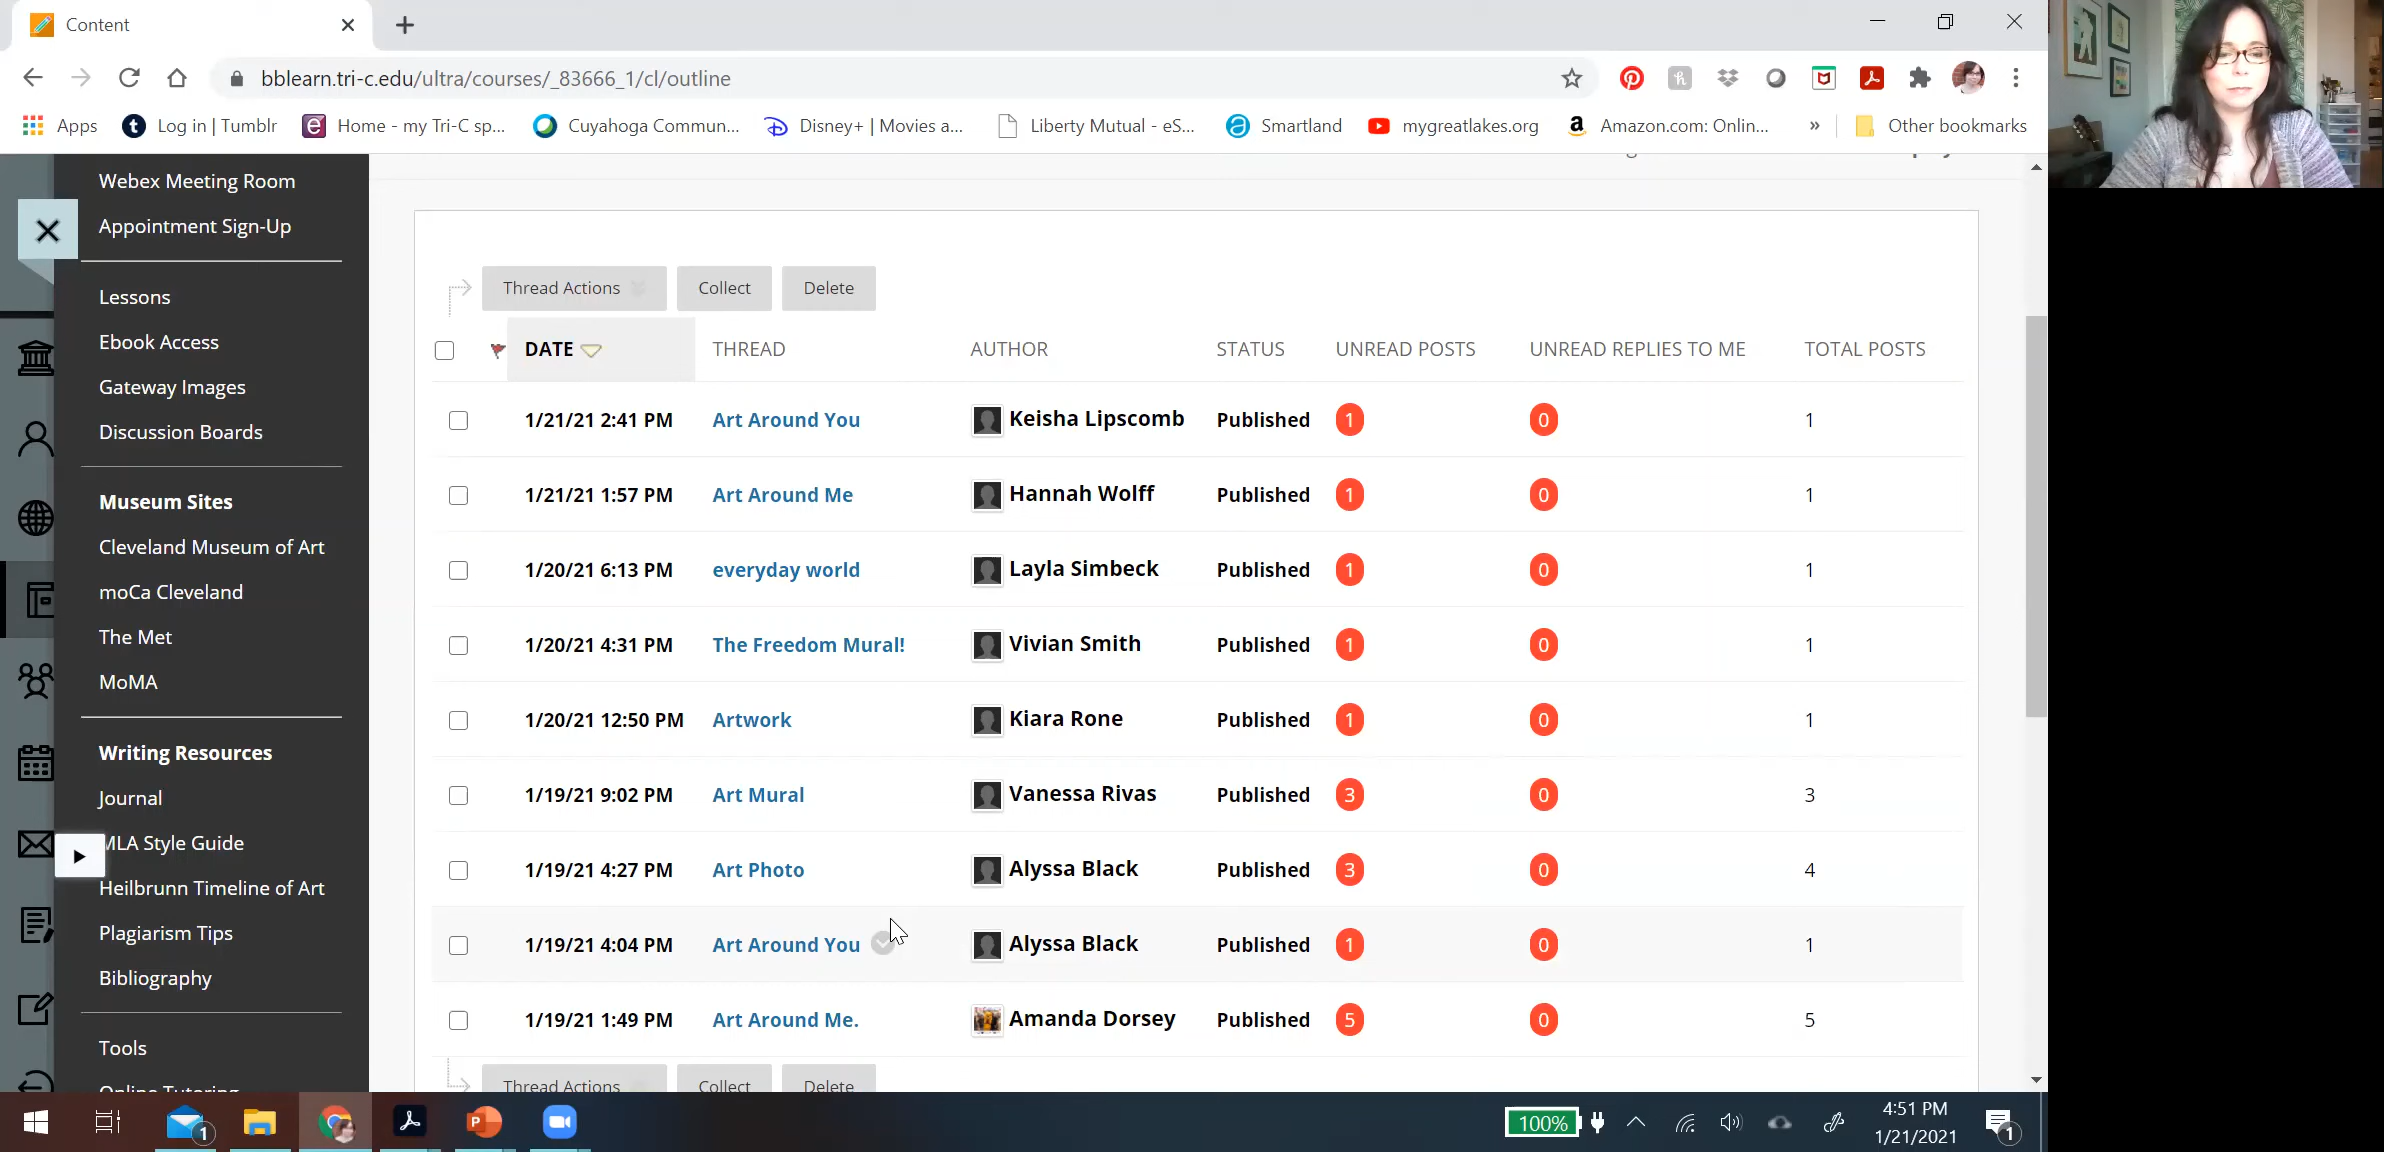 Content
bblearn.tri-c.edu/ultra/courses/_83666_1/cl/outline
Apps Log in | Tumblr Home - my Tri-C sp... Cuyahoga Commun... Disney+ | Movies a... Liberty Mutual - eS... Smartland mygreatlakes.org Amazon.com: Onlin... » Other bookmarks
Webex Meeting Room
Appointment Sign-Up
Lessons
Ebook Access
Gateway Images
Discussion Boards
Museum Sites
Cleveland Museum of Art
moCa Cleveland
The Met
MoMA
Writing Resources
Journal
MLA Style Guide
Heilbrunn Timeline of Art
Plagiarism Tips
Bibliography
Tools
Online Tutoring
Thread Actions Collect Delete
DATE THREAD AUTHOR STATUS UNREAD POSTS UNREAD REPLIES TO ME TOTAL POSTS
1/21/21 2:41 PM Art Around You Keisha Lipscomb Published 1 0 1
1/21/21 1:57 PM Art Around Me Hannah Wolff Published 1 0 1
1/20/21 6:13 PM everyday world Layla Simbeck Published 1 0 1
1/20/21 4:31 PM The Freedom Mural! Vivian Smith Published 1 0 1
1/20/21 12:50 PM Artwork Kiara Rone Published 1 0 1
1/19/21 9:02 PM Art Mural Vanessa Rivas Published 3 0 3
1/19/21 4:27 PM Art Photo Alyssa Black Published 3 0 4
1/19/21 4:04 PM Art Around You Alyssa Black Published 1 0 1
1/19/21 1:49 PM Art Around Me. Amanda Dorsey Published 5 0 5
Thread Actions Collect Delete
1
100%
4:51 PM
1/21/2021
1